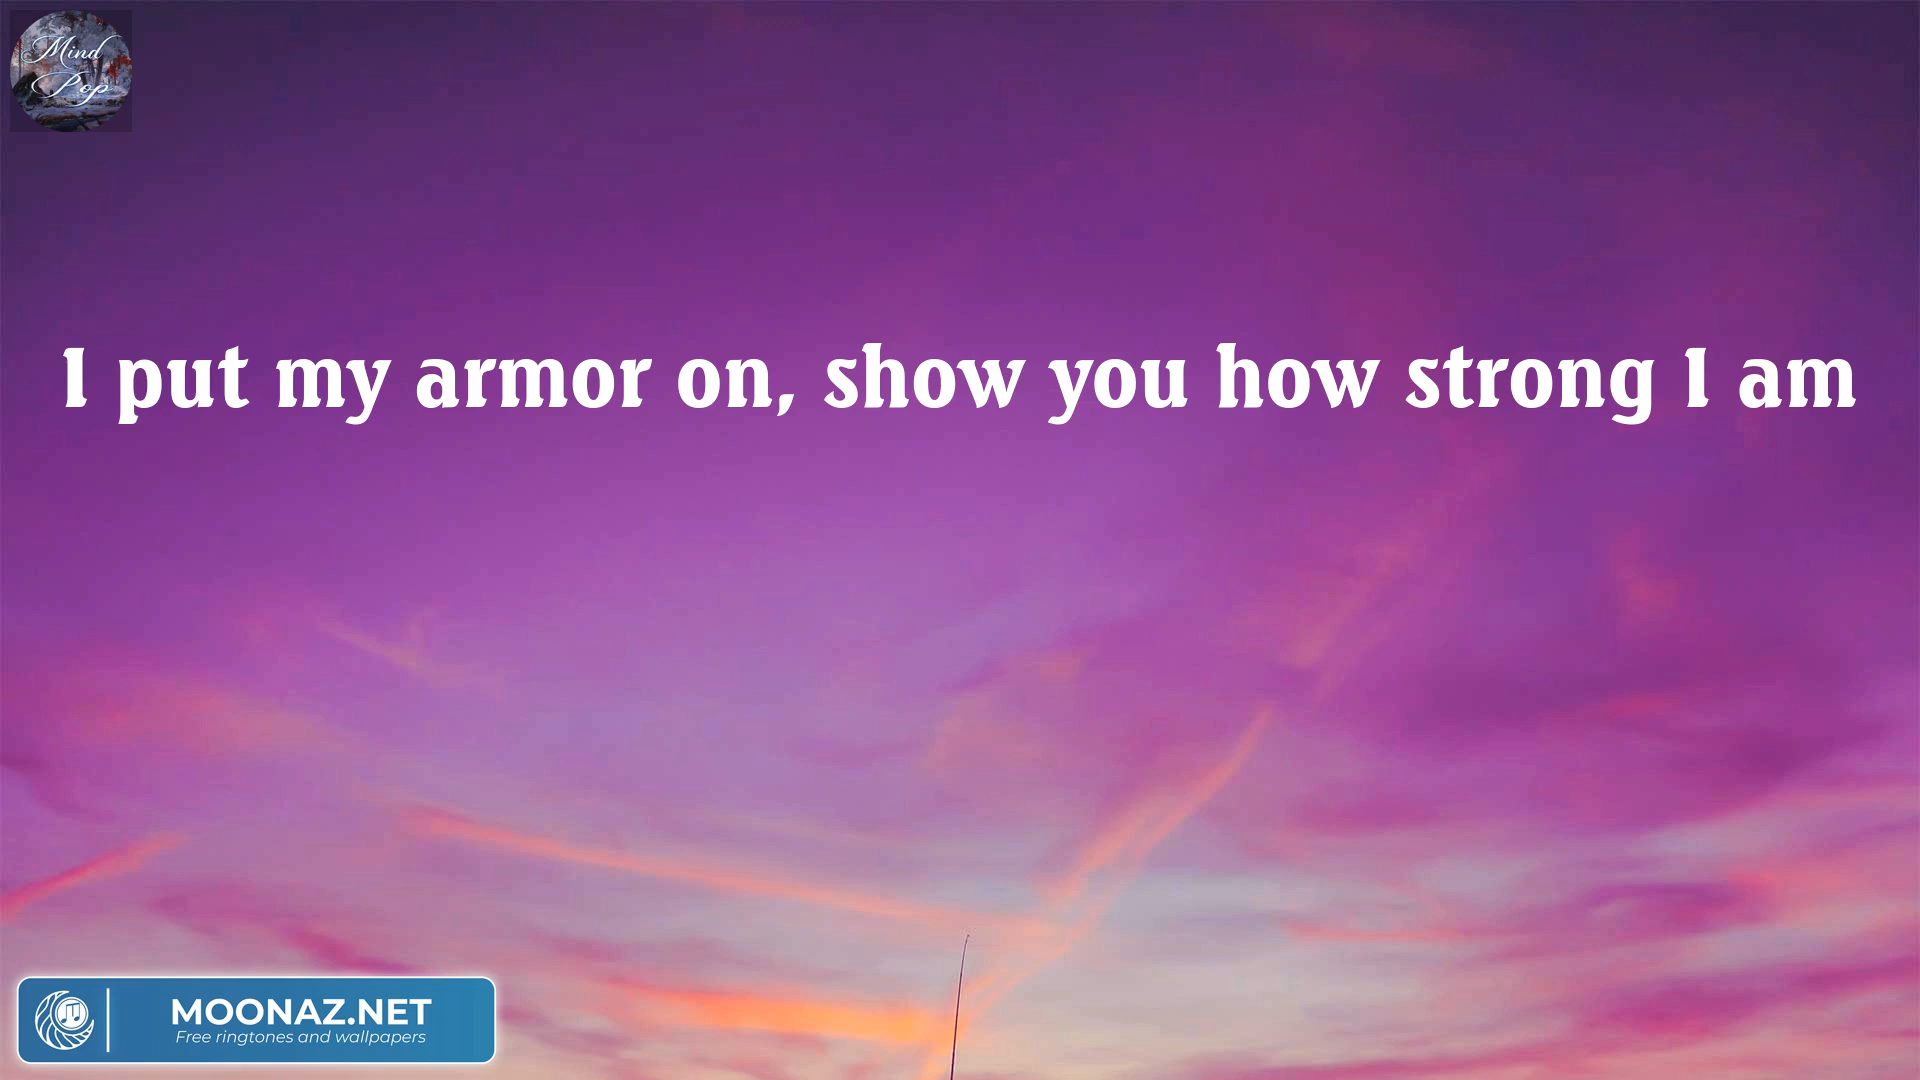 Mind
Pop
I put my armor on, show you how strong I am
MOONAZ.NET
Free ringtones and wallpapers